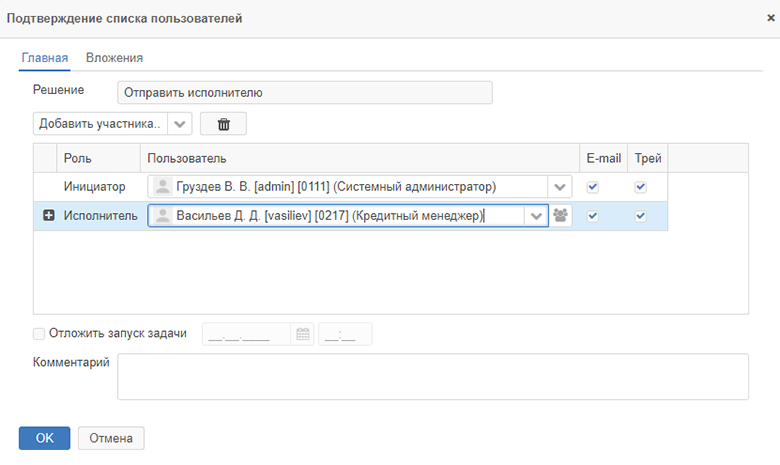 Подтверждение списка пользователей
Главная Вложения
Решение Отправить исполнителю
Добавить участника..
Роль Пользователь E-mail Трей
Инициатор Груздев В. В. [admin] [0111] (Системный администратор)
Исполнитель Васильев Д. Д. [vasiliev] [0217] (Кредитный менеджер)
Отложить запуск задачи __.__.____ __:__
Комментарий
OK Отмена